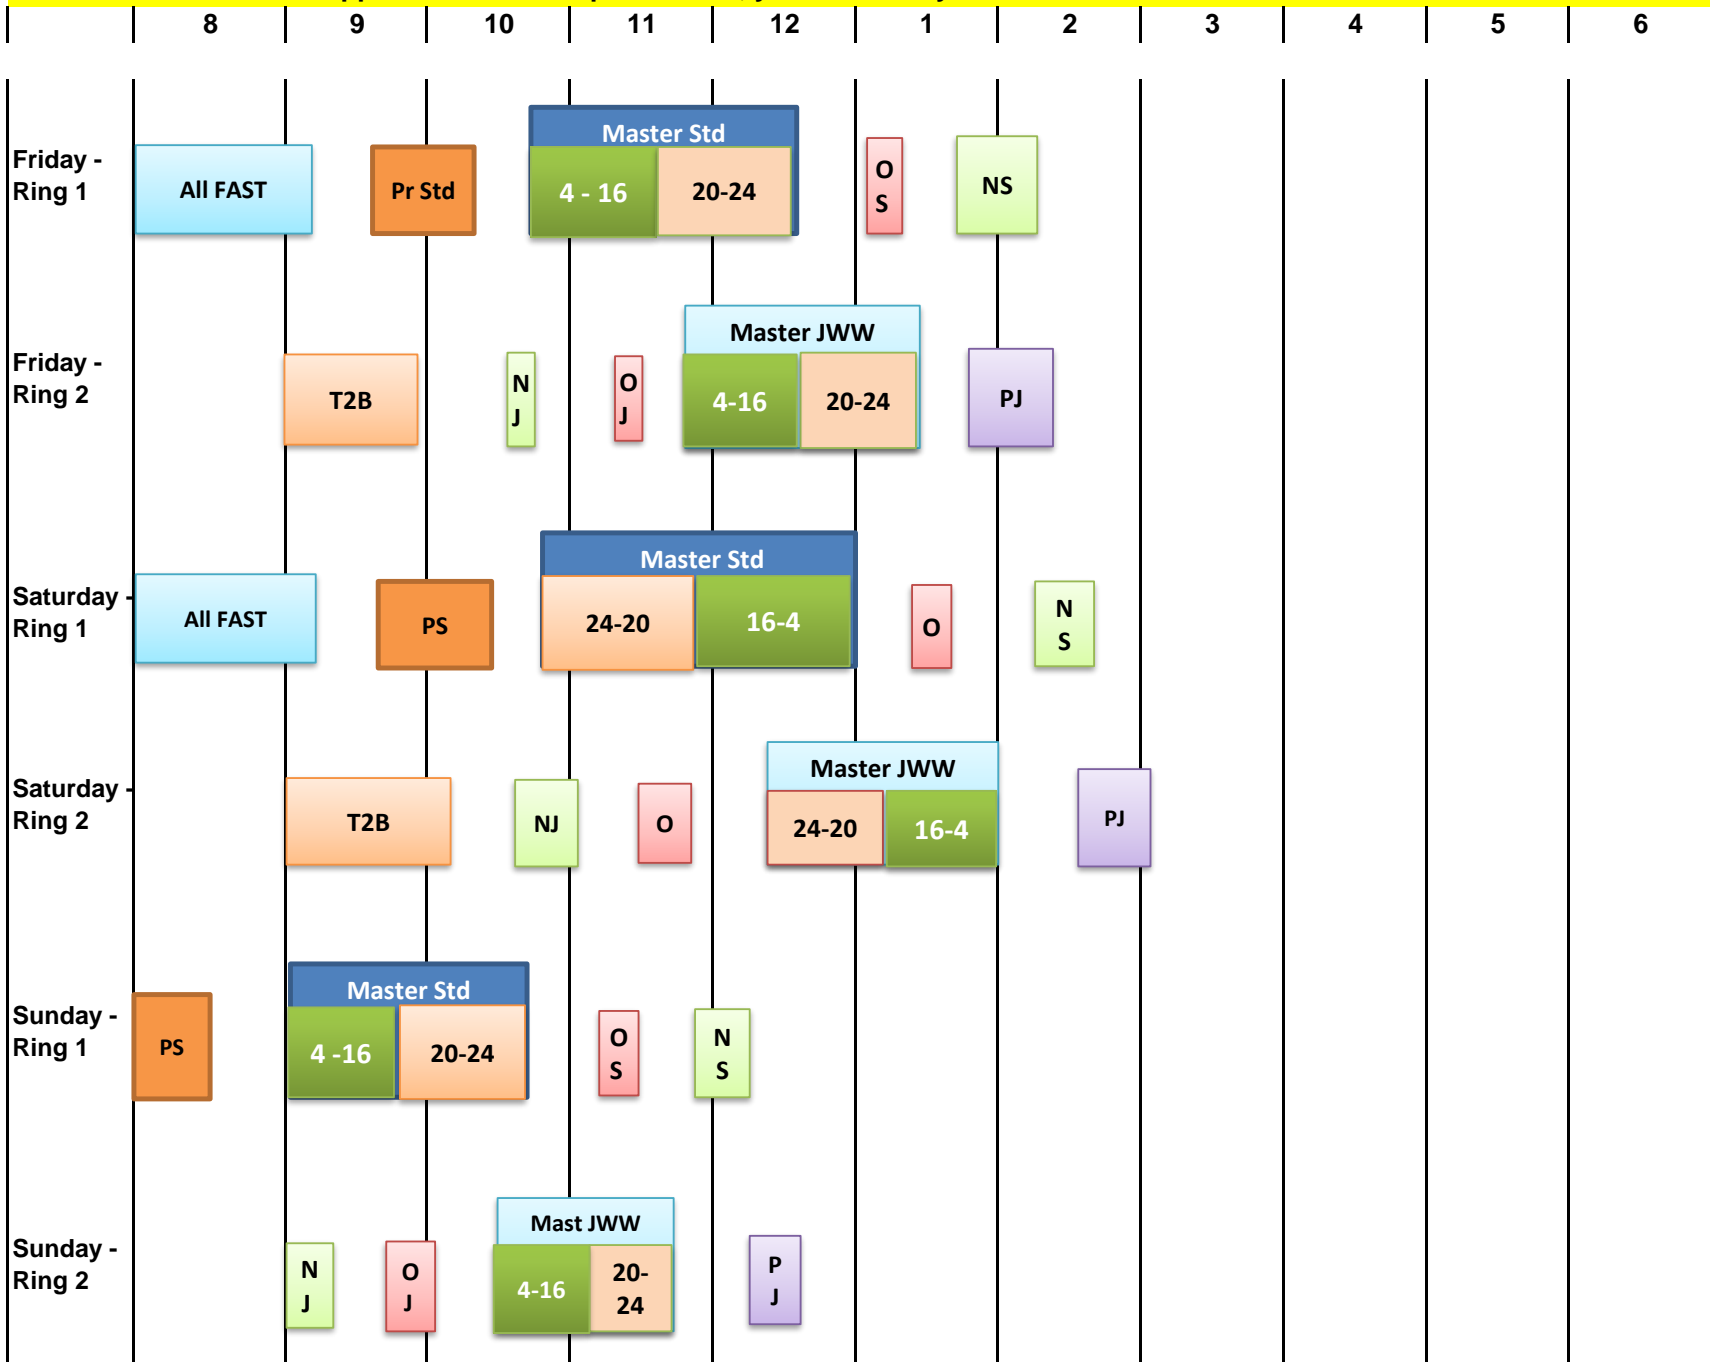 8 9 10 11 12 1 2 3 4 5 6
Friday -
Ring 1
All FAST
Pr Std
Master Std
4 - 16
20-24
O
S
NS
Friday -
Ring 2
T2B
N
J
O
J
Master JWW
4-16
20-24
PJ
Saturday -
Ring 1
All FAST
PS
Master Std
24-20
16-4
O
N
S
Saturday -
Ring 2
T2B
NJ
O
Master JWW
24-20
16-4
PJ
Sunday -
Ring 1
PS
Master Std
4 -16
20-24
O
S
N
S
Sunday -
Ring 2
N
J
O
J
Mast JWW
4-16
20-
24
P
J